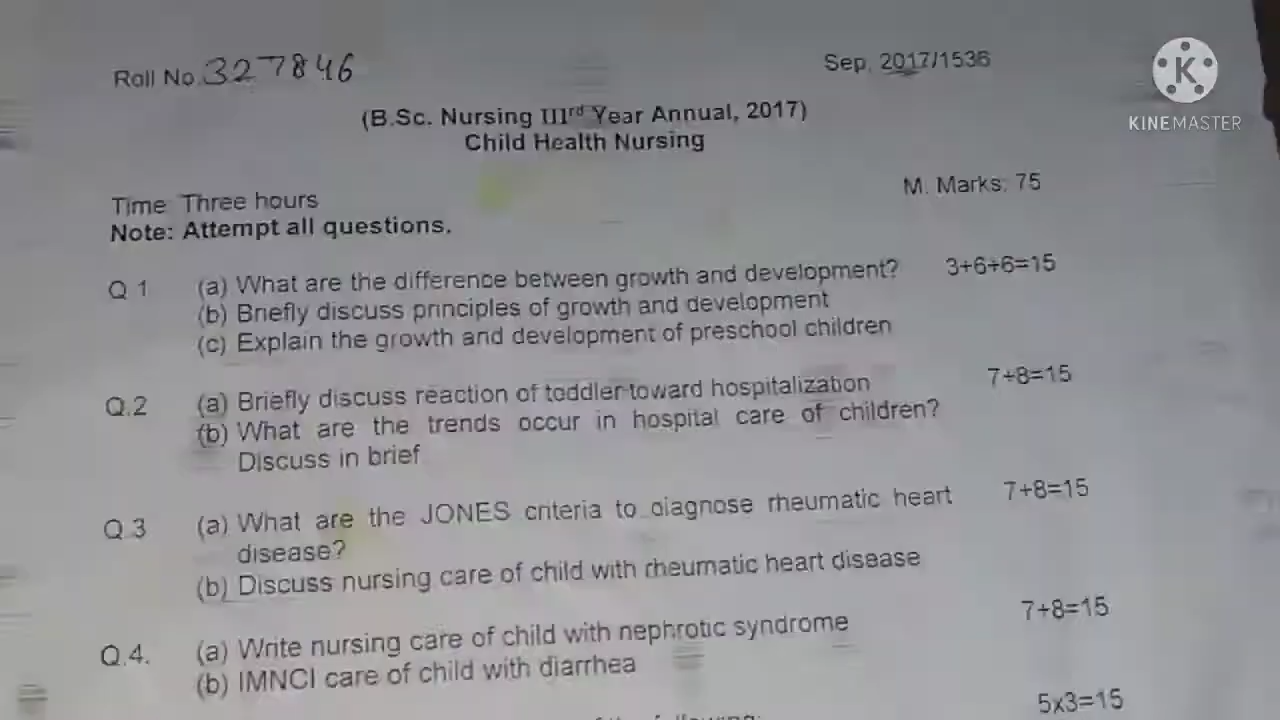 Roll No. 327846
Sep. 2017/1536
K
KINEMASTER
(B.Sc. Nursing IIIrd Year Annual, 2017)
Child Health Nursing
Time: Three hours
M. Marks: 75
Note: Attempt all questions.
Q.1 (a) What are the difference between growth and development? 3+6+6=15
(b) Briefly discuss principles of growth and development
(c) Explain the growth and development of preschool children
Q.2 (a) Briefly discuss reaction of toddler toward hospitalization 7+8=15
(b) What are the trends occur in hospital care of children?
Discuss in brief
Q.3 (a) What are the JONES criteria to diagnose rheumatic heart 7+8=15
disease?
(b) Discuss nursing care of child with rheumatic heart disease
Q.4. (a) Write nursing care of child with nephrotic syndrome 7+8=15
(b) IMNCI care of child with diarrhea
5x3=15
of the following: